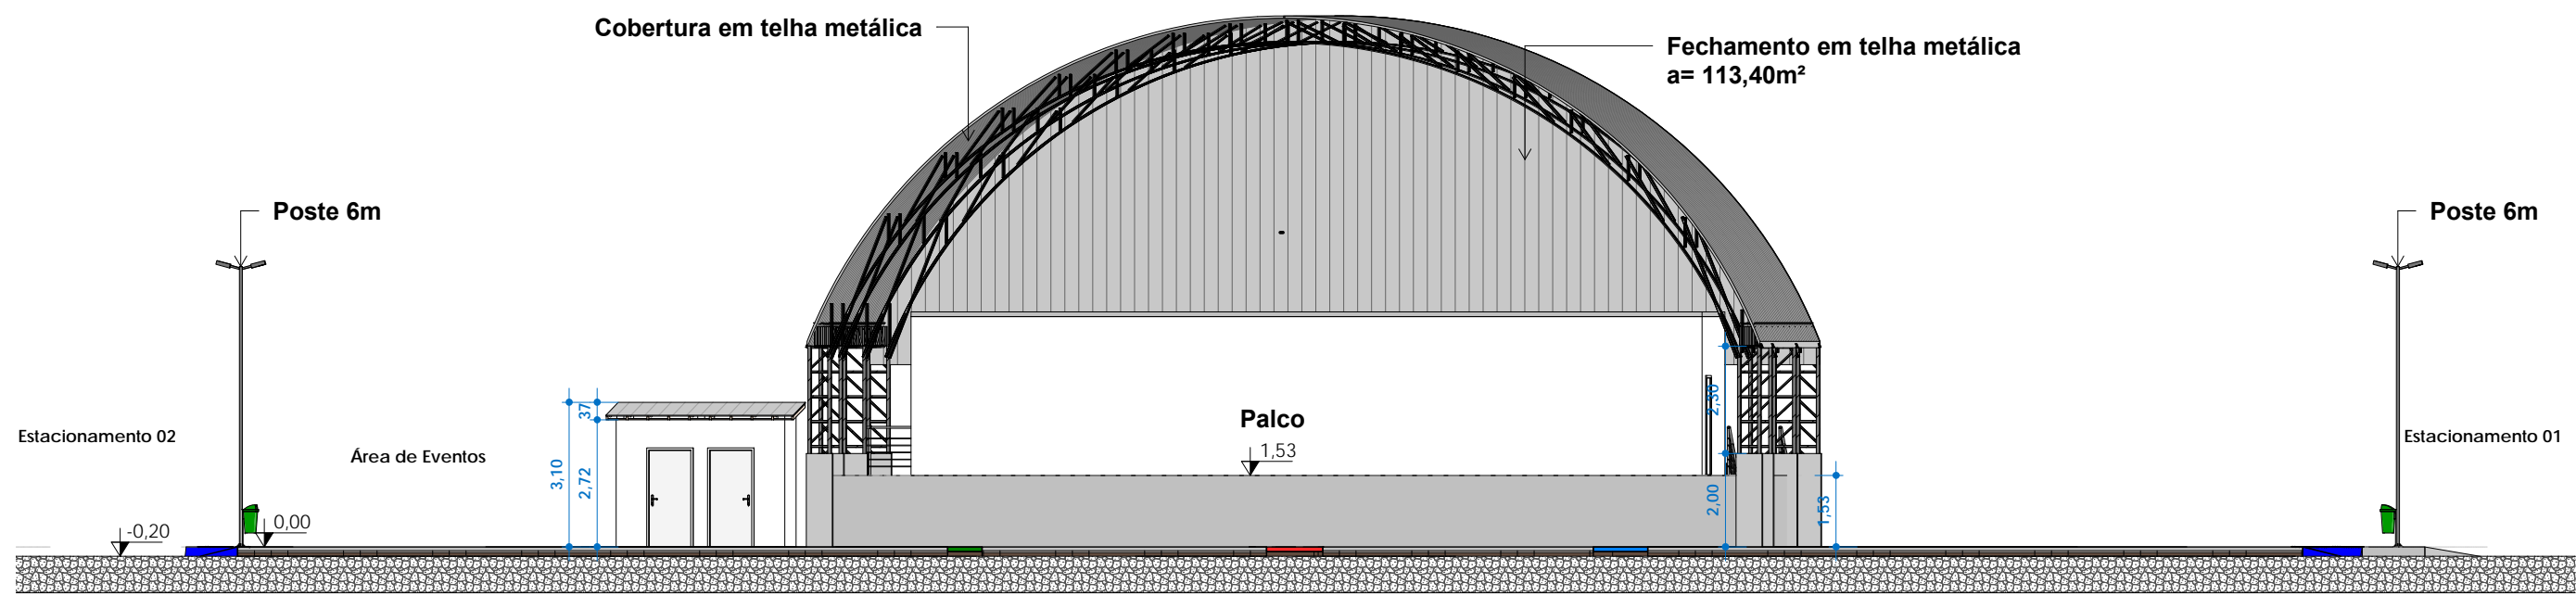 Cobertura em telha metálica
Fechamento em telha metálica
a= 113,40m²
Poste 6m
Poste 6m
Estacionamento 02
Área de Eventos
37
3,10
2,72
Palco
1,53
2,30
2,00
1,53
Estacionamento 01
-0,20
0,00